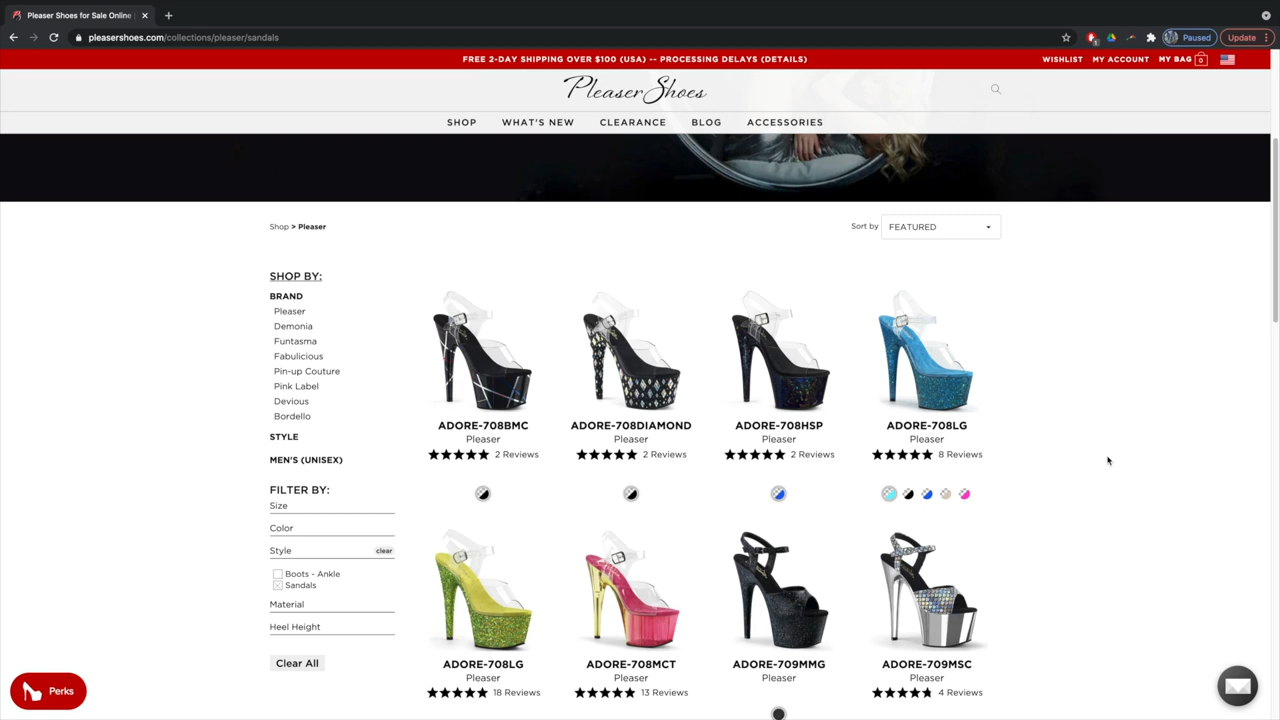 Pleaser Shoes for Sale Online
pleasershoes.com/collections/pleaser/sandals
Paused
Update
FREE 2-DAY SHIPPING OVER $100 (USA) -- PROCESSING DELAYS (DETAILS)
WISHLIST MY ACCOUNT MY BAG 0
Pleaser Shoes
SHOP WHAT'S NEW CLEARANCE BLOG ACCESSORIES
Shop > Pleaser
Sort by FEATURED
SHOP BY:
BRAND
Pleaser
Demonia
Funtasma
Fabulicious
Pin-up Couture
Pink Label
Devious
Bordello
STYLE
MEN'S (UNISEX)
FILTER BY:
Size
Color
Style clear
Boots - Ankle
Sandals
Material
Heel Height
Clear All
ADORE-708BMC
Pleaser
2 Reviews
ADORE-708DIAMOND
Pleaser
2 Reviews
ADORE-708HSP
Pleaser
2 Reviews
ADORE-708LG
Pleaser
8 Reviews
ADORE-708LG
Pleaser
18 Reviews
ADORE-708MCT
Pleaser
13 Reviews
ADORE-709MMG
Pleaser
ADORE-709MSC
Pleaser
4 Reviews
Perks